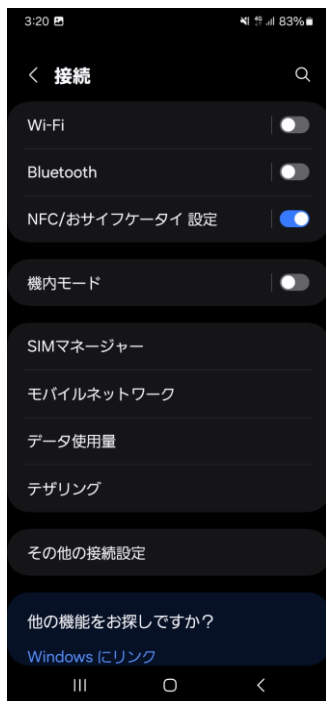 3:20 83%
接続
Wi-Fi
Bluetooth
NFC/おサイフケータイ 設定
機内モード
SIMマネージャー
モバイルネットワーク
データ使用量
テザリング
その他の接続設定
他の機能をお探しですか？
Windows にリンク